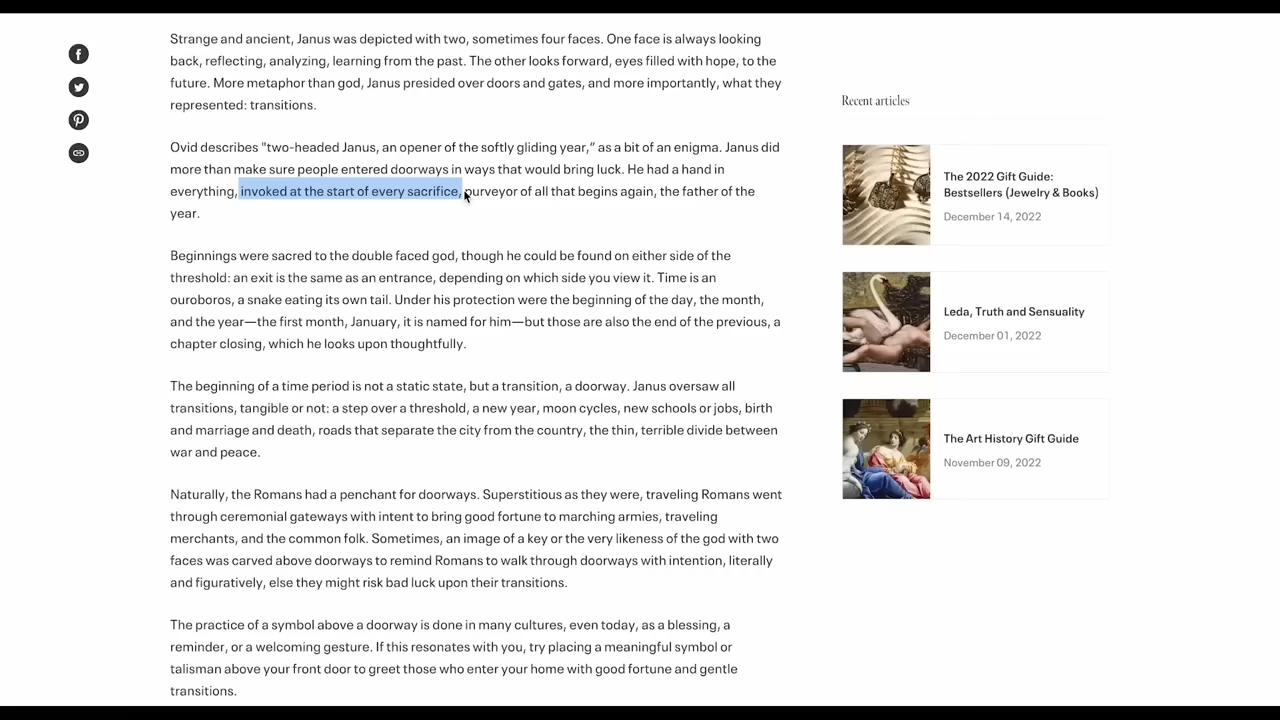 Strange and ancient, Janus was depicted with two, sometimes four faces. One face is always looking
back, reflecting, analyzing, learning from the past. The other looks forward, eyes filled with hope, to the
future. More metaphor than god, Janus presided over doors and gates, and more importantly, what they
represented: transitions.
Ovid describes "two-headed Janus, an opener of the softly gliding year,” as a bit of an enigma. Janus did
more than make sure people entered doorways in ways that would bring luck. He had a hand in
everything, invoked at the start of every sacrifice, purveyor of all that begins again, the father of the
year.
Beginnings were sacred to the double faced god, though he could be found on either side of the
threshold: an exit is the same as an entrance, depending on which side you view it. Time is an
ouroboros, a snake eating its own tail. Under his protection were the beginning of the day, the month,
and the year—the first month, January, it is named for him—but those are also the end of the previous, a
chapter closing, which he looks upon thoughtfully.
The beginning of a time period is not a static state, but a transition, a doorway. Janus oversaw all
transitions, tangible or not: a step over a threshold, a new year, moon cycles, new schools or jobs, birth
and marriage and death, roads that separate the city from the country, the thin, terrible divide between
war and peace.
Naturally, the Romans had a penchant for doorways. Superstitious as they were, traveling Romans went
through ceremonial gateways with intent to bring good fortune to marching armies, traveling
merchants, and the common folk. Sometimes, an image of a key or the very likeness of the god with two
faces was carved above doorways to remind Romans to walk through doorways with intention, literally
and figuratively, else they might risk bad luck upon their transitions.
The practice of a symbol above a doorway is done in many cultures, even today, as a blessing, a
reminder, or a welcoming gesture. If this resonates with you, try placing a meaningful symbol or
talisman above your front door to greet those who enter your home with good fortune and gentle
transitions.
Recent articles
The 2022 Gift Guide:
Bestsellers (Jewelry & Books)
December 14, 2022
Leda, Truth and Sensuality
December 01, 2022
The Art History Gift Guide
November 09, 2022